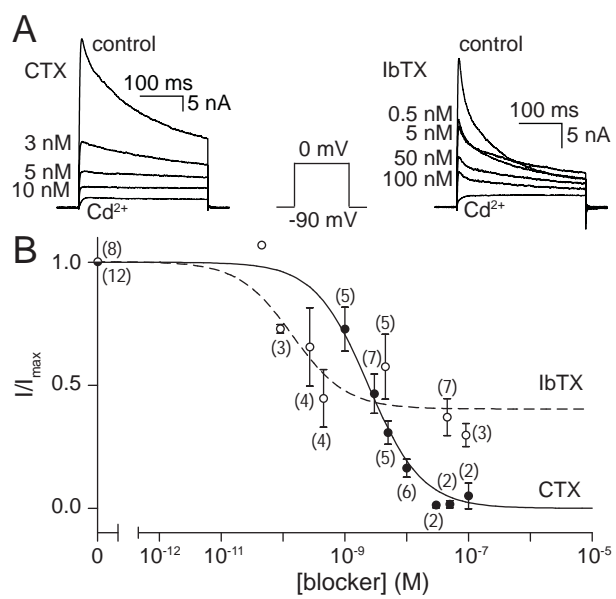 A
control
CTX
100 ms
5 nA
3 nM
5 nM
10 nM
Cd²⁺
0 mV
-90 mV
control
IbTX
0.5 nM
5 nM
50 nM
100 nM
100 ms
5 nA
Cd²⁺
B
I/Imax
1.0
0.5
0.0
(8)
(12)
(3)
(4)
(4)
(5)
(7)
(5)
(5)
(6)
(2)
(2)
(2)
(7)
(3)
IbTX
CTX
0
10⁻¹²
10⁻¹¹
10⁻⁹
10⁻⁷
10⁻⁵
[blocker] (M)